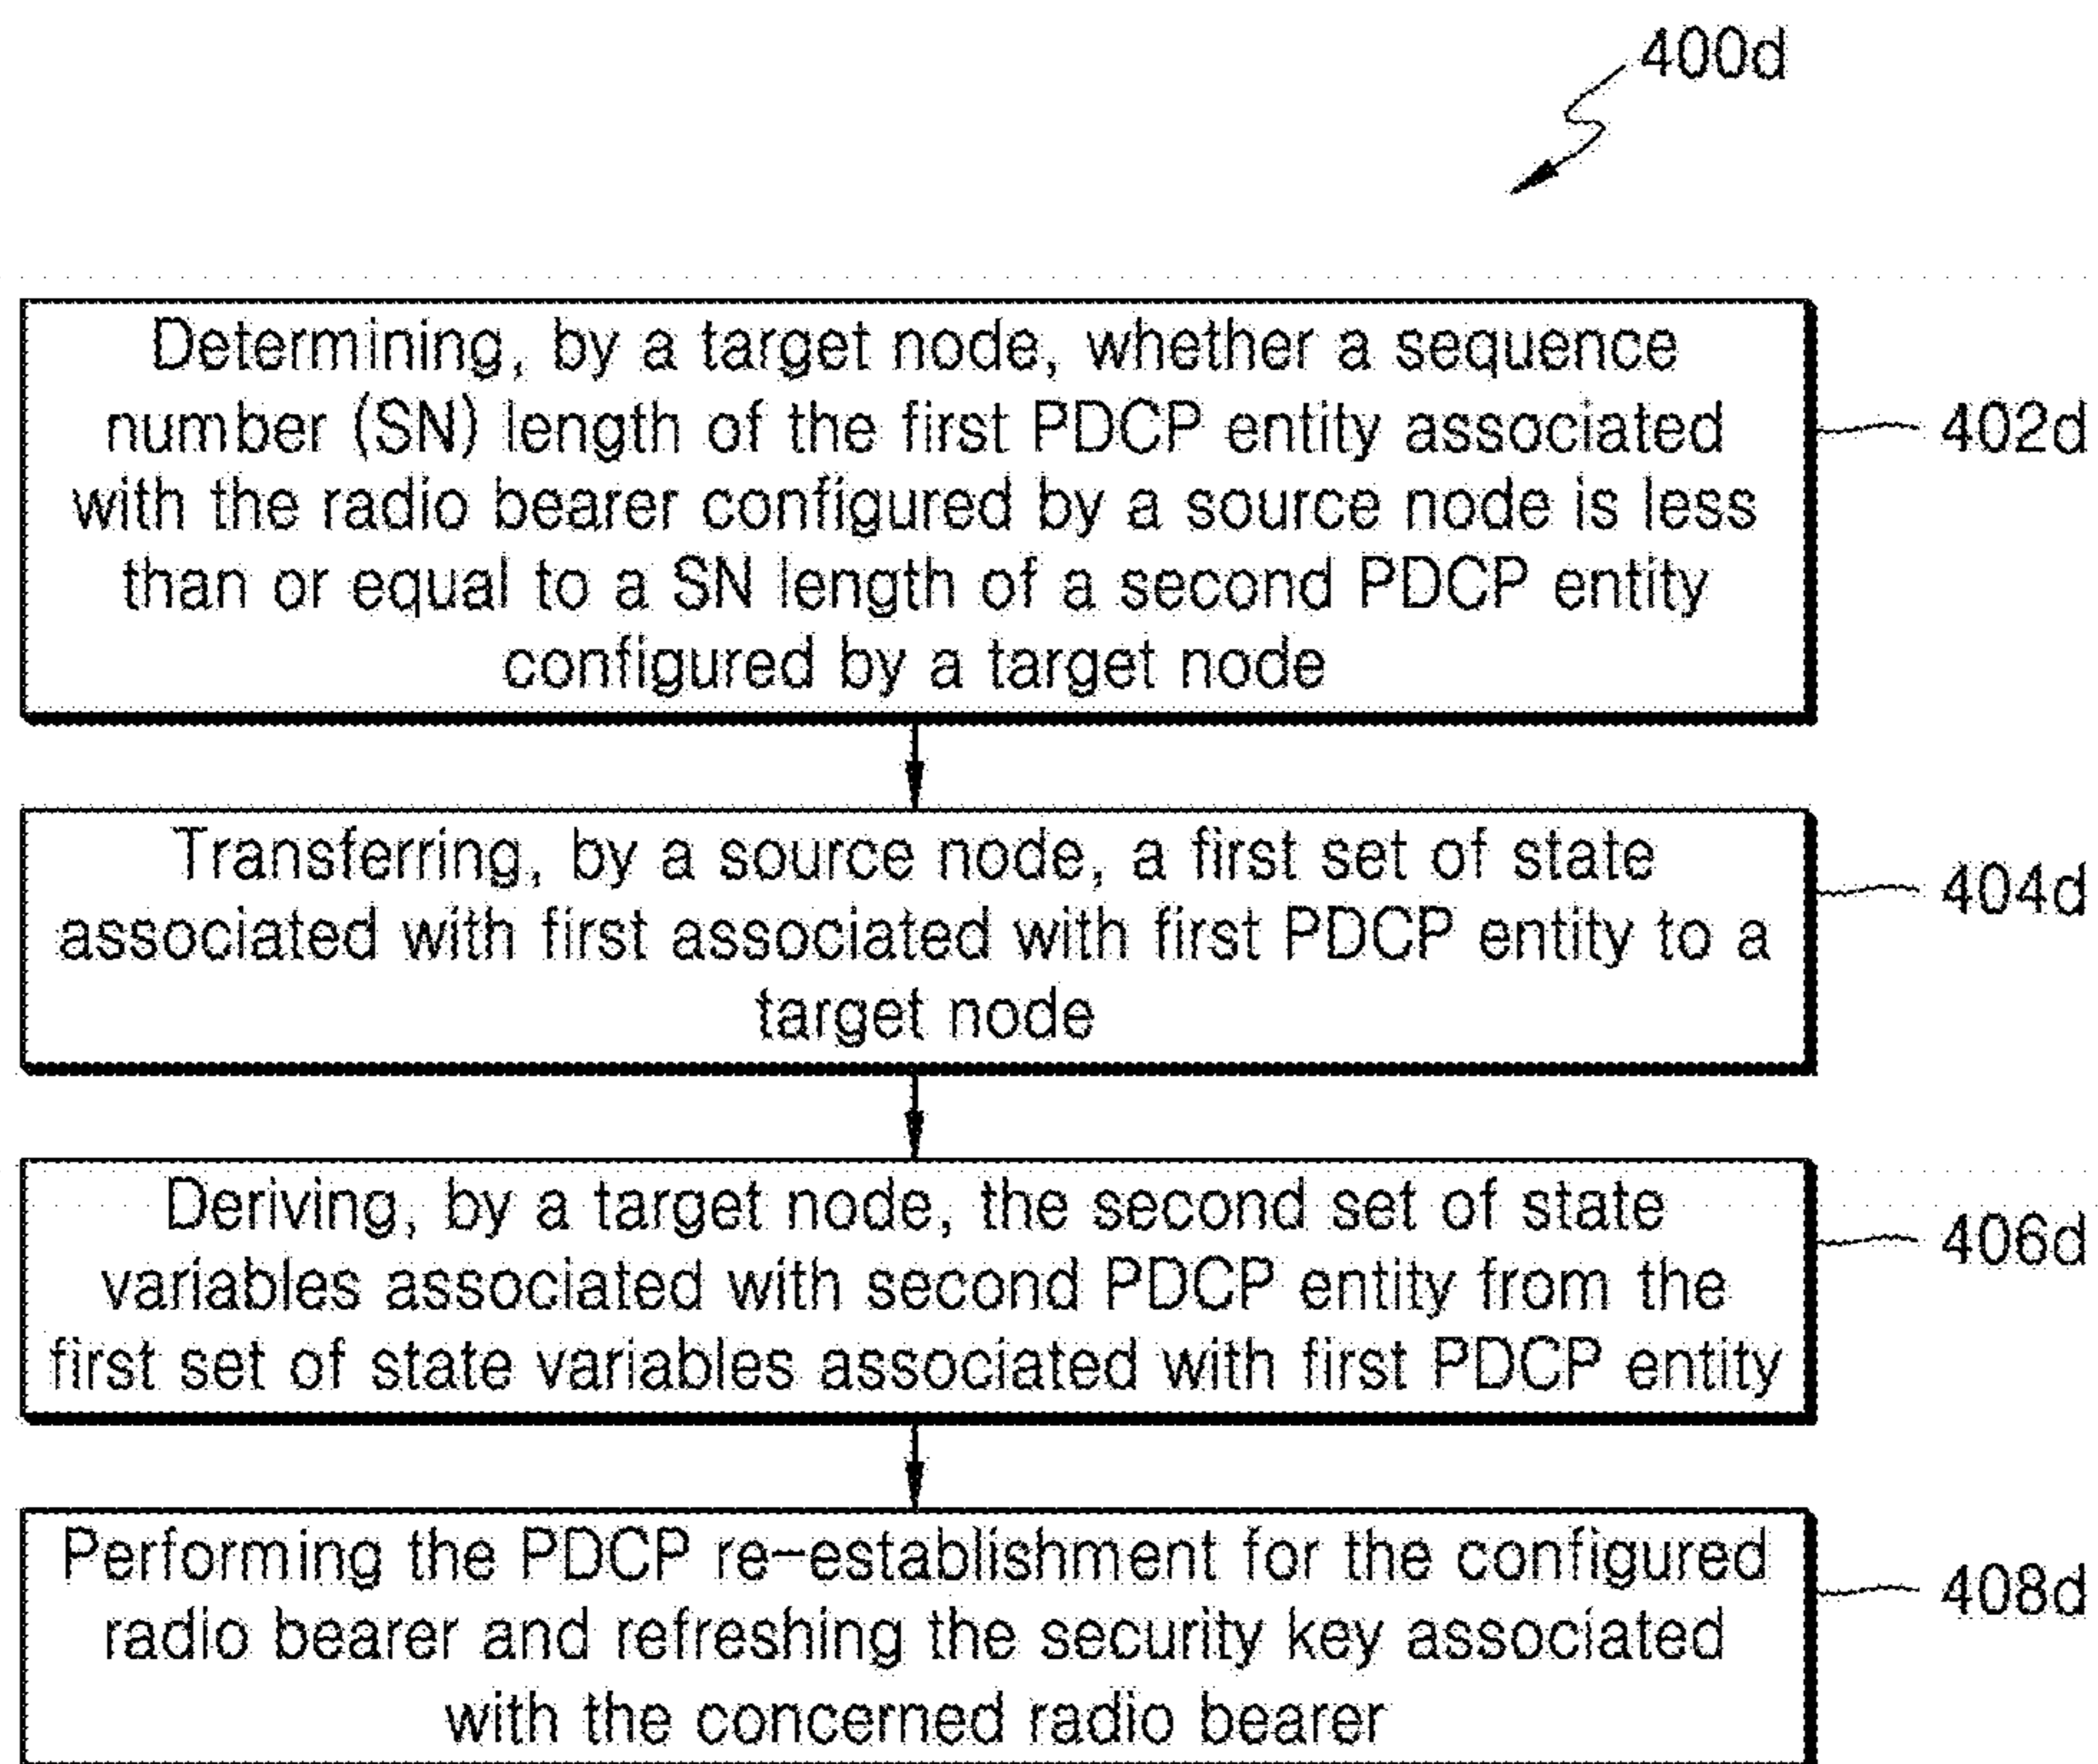 400d
Determining, by a target node, whether a sequence
number (SN) length of the first PDCP entity associated
with the radio bearer configured by a source node is less
than or equal to a SN length of a second PDCP entity
configured by a target node
402d
Transferring, by a source node, a first set of state
associated with first associated with first PDCP entity to a
target node
404d
Deriving, by a target node, the second set of state
variables associated with second PDCP entity from the
first set of state variables associated with first PDCP entity
406d
Performing the PDCP re-establishment for the configured
radio bearer and refreshing the security key associated
with the concerned radio bearer
408d